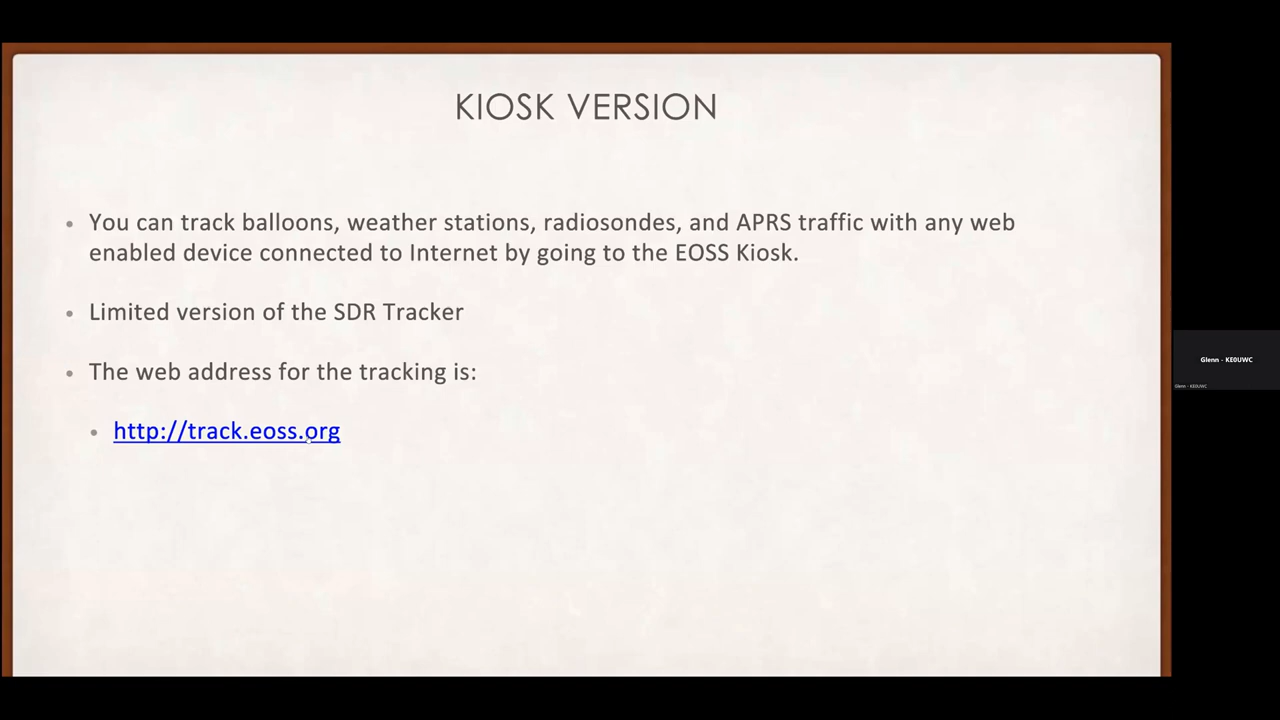 KIOSK VERSION
You can track balloons, weather stations, radiosondes, and APRS traffic with any web
enabled device connected to Internet by going to the EOSS Kiosk.
Limited version of the SDR Tracker
The web address for the tracking is:
http://track.eoss.org
Glenn - KE0UWC
Glenn - KE0UWC